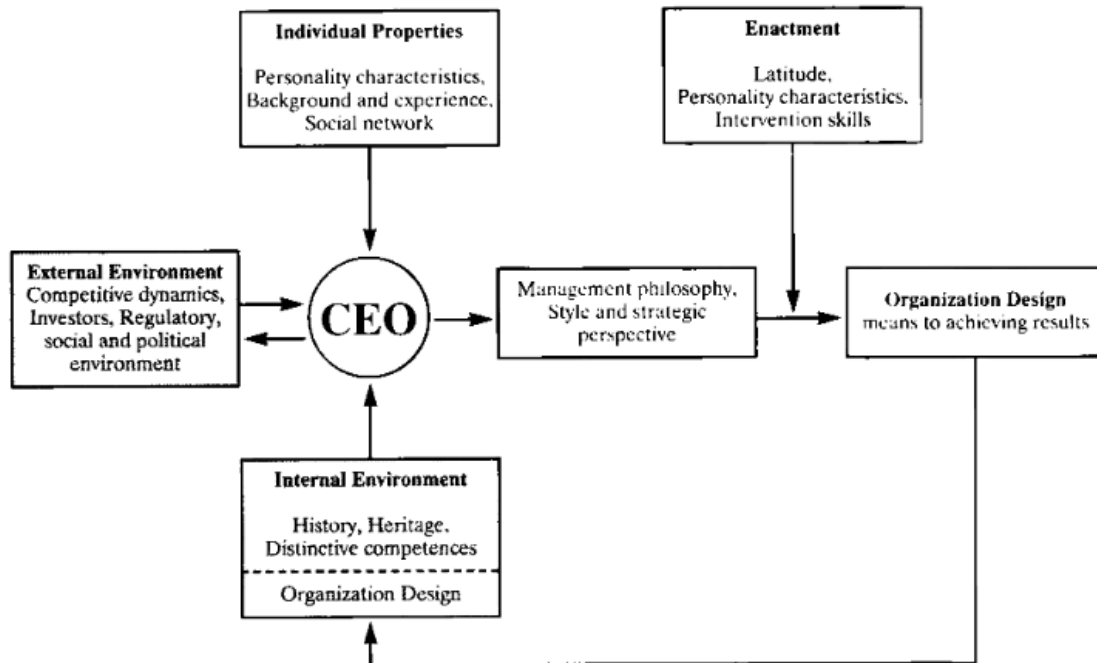 Individual Properties
Personality characteristics,
Background and experience,
Social network
Enactment
Latitude,
Personality characteristics,
Intervention skills
External Environment
Competitive dynamics,
Investors, Regulatory,
social and political
environment
CEO
Management philosophy,
Style and strategic
perspective
Organization Design
means to achieving results
Internal Environment
History, Heritage,
Distinctive competences
Organization Design